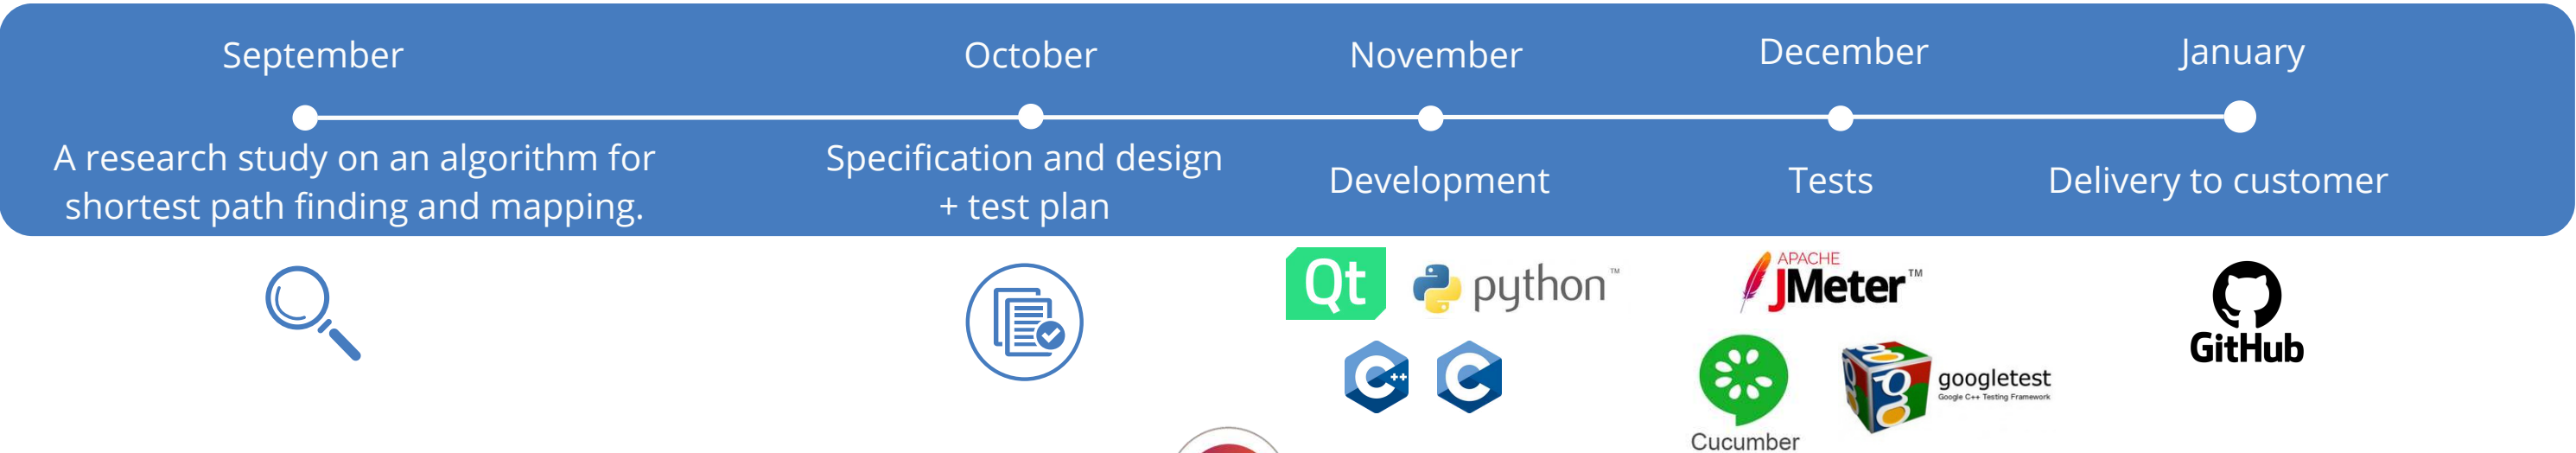 September
October
November
December
January
A research study on an algorithm for
shortest path finding and mapping.
Specification and design
+ test plan
Development
Tests
Delivery to customer
Qt
python™
C++
C
APACHE
JMeter™
Cucumber
g
googletest
Google C++ Testing Framework
GitHub